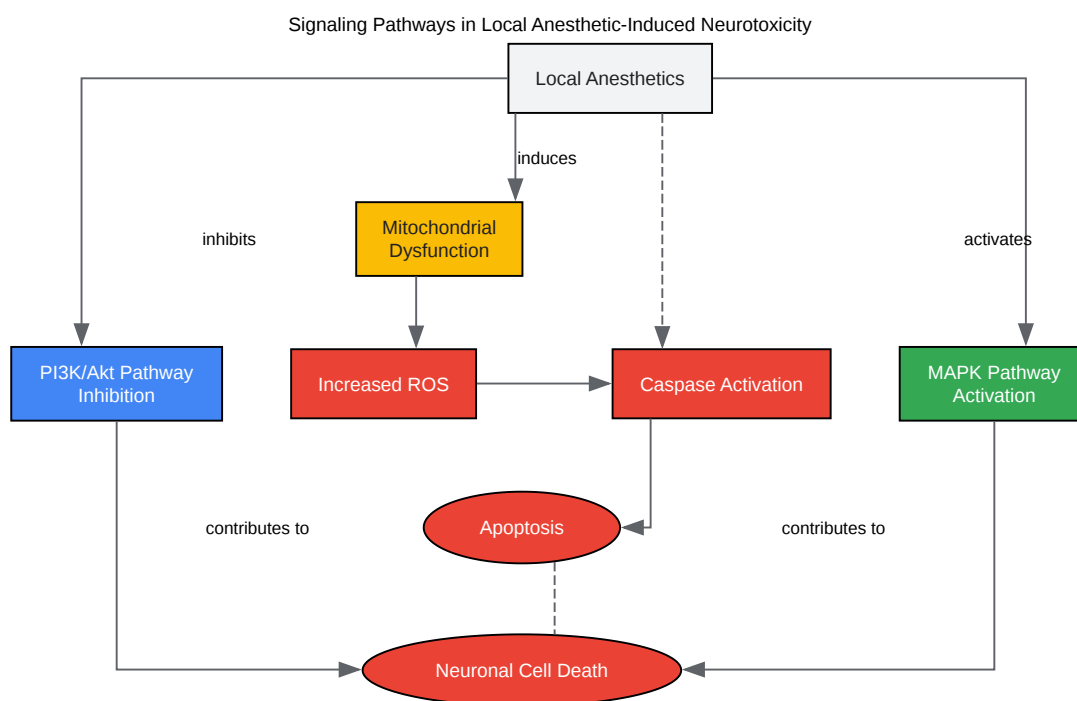 Signaling Pathways in Local Anesthetic-Induced Neurotoxicity
Local Anesthetics
induces
Mitochondrial
Dysfunction
inhibits
activates
PI3K/Akt Pathway
Inhibition
Increased ROS
Caspase Activation
MAPK Pathway
Activation
contributes to
Apoptosis
contributes to
Neuronal Cell Death